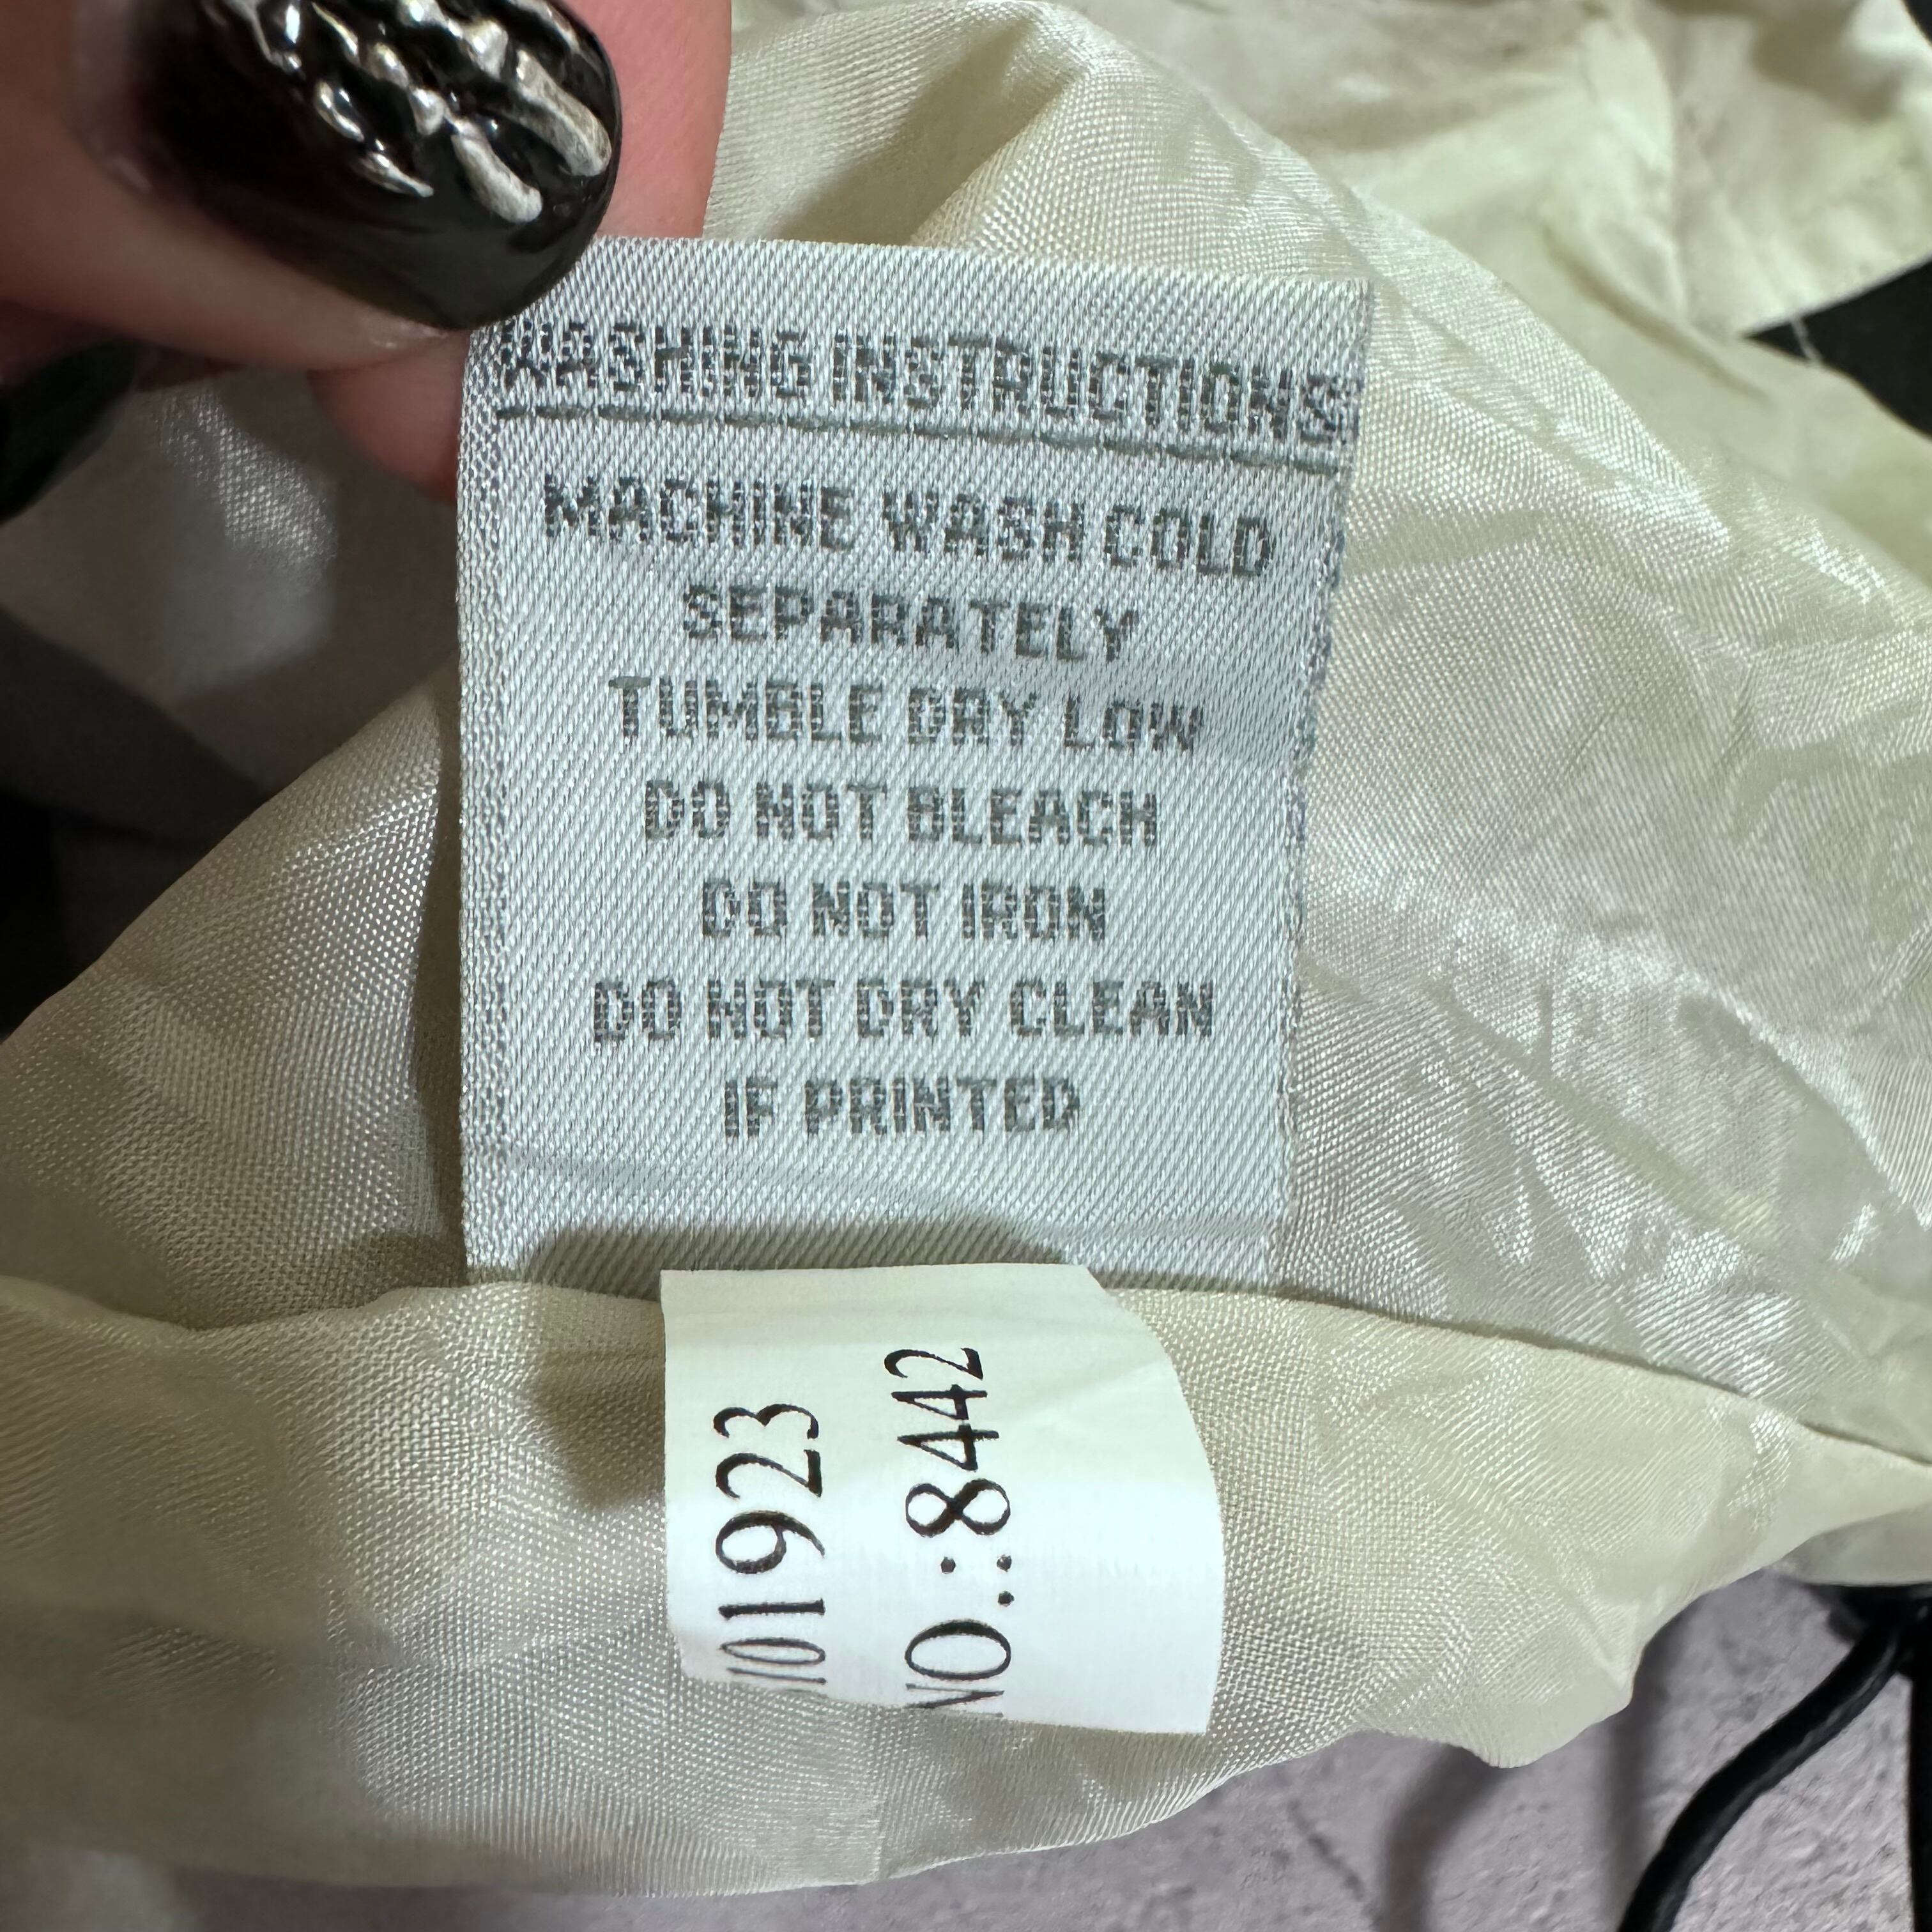 WASHING INSTRUCTIONS:
MACHINE WASH COLD
SEPARATELY
TUMBLE DRY LOW
DO NOT BLEACH
DO NOT IRON
DO NOT DRY CLEAN
IF PRINTED
101923
NO.:8442